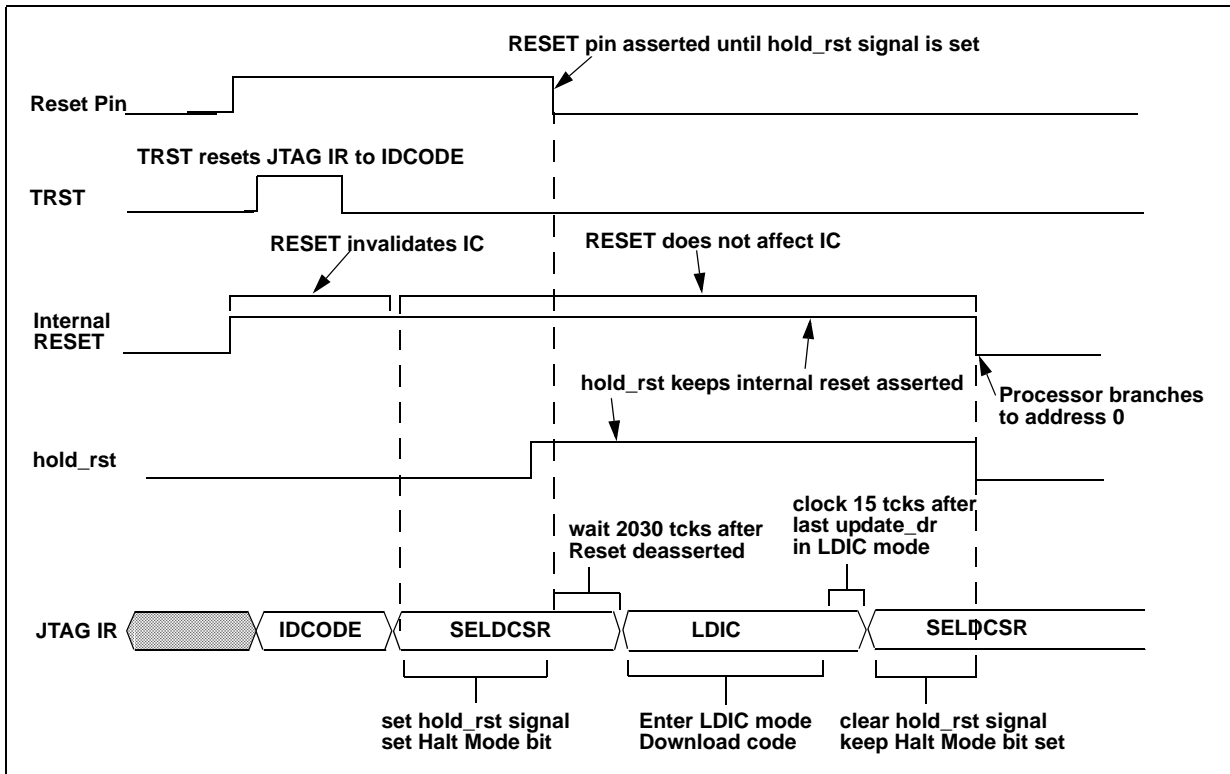 RESET pin asserted until hold_rst signal is set
Reset Pin
TRST resets JTAG IR to IDCODE
TRST
RESET invalidates IC
RESET does not affect IC
Internal
RESET
hold_rst keeps internal reset asserted
Processor branches
to address 0
hold_rst
wait 2030 tcks after
Reset deasserted
clock 15 tcks after
last update_dr
in LDIC mode
JTAG IR
IDCODE
SELDCSR
LDIC
SELDCSR
set hold_rst signal
set Halt Mode bit
Enter LDIC mode
Download code
clear hold_rst signal
keep Halt Mode bit set